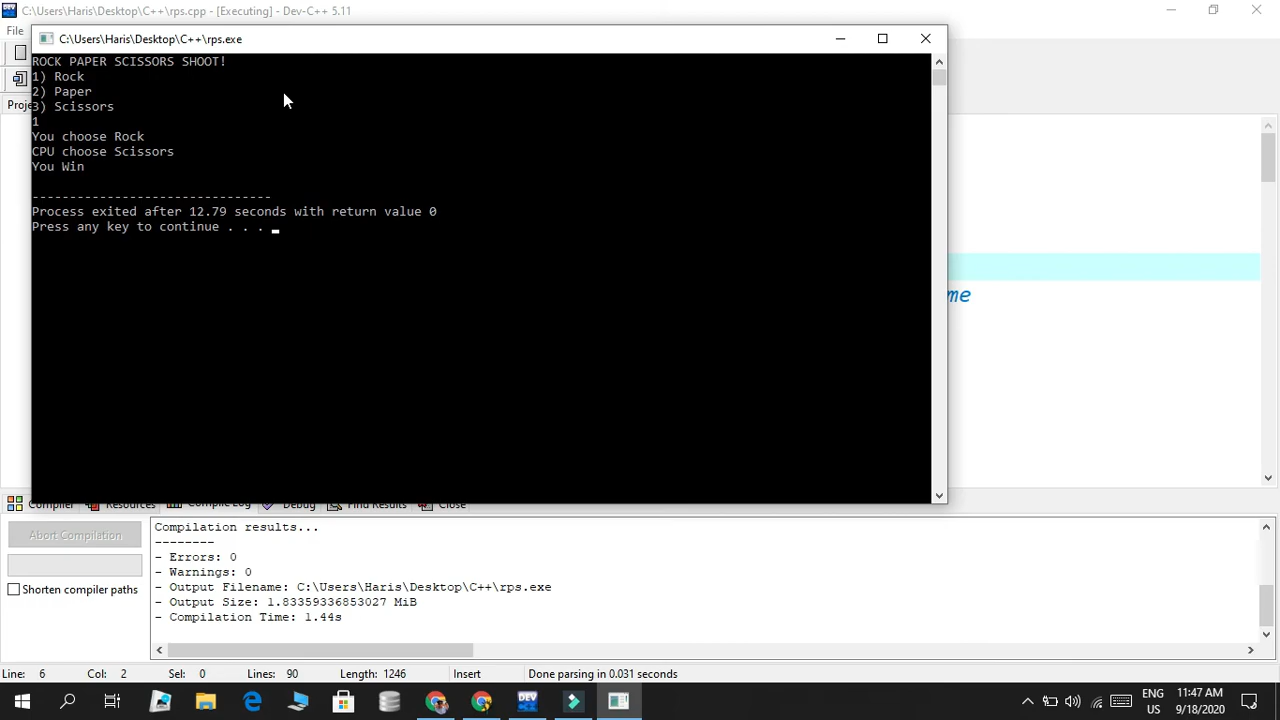 C:\Users\Haris\Desktop\C++\rps.cpp - [Executing] - Dev-C++ 5.11
File
C:\Users\Haris\Desktop\C++\rps.exe
ROCK PAPER SCISSORS SHOOT!
1) Rock
2) Paper
3) Scissors
1
You choose Rock
CPU choose Scissors
You Win
--------------------------------
Process exited after 12.79 seconds with return value 0
Press any key to continue . . .
Proje
me
Compiler Resources Compile Log Debug Find Results Close
Abort Compilation
Shorten compiler paths
Compilation results...
--------
- Errors: 0
- Warnings: 0
- Output Filename: C:\Users\Haris\Desktop\C++\rps.exe
- Output Size: 1.83359336853027 MiB
- Compilation Time: 1.44s
Line: 6 Col: 2 Sel: 0 Lines: 90 Length: 1246 Insert Done parsing in 0.031 seconds
DEV
ENG
US
11:47 AM
9/18/2020